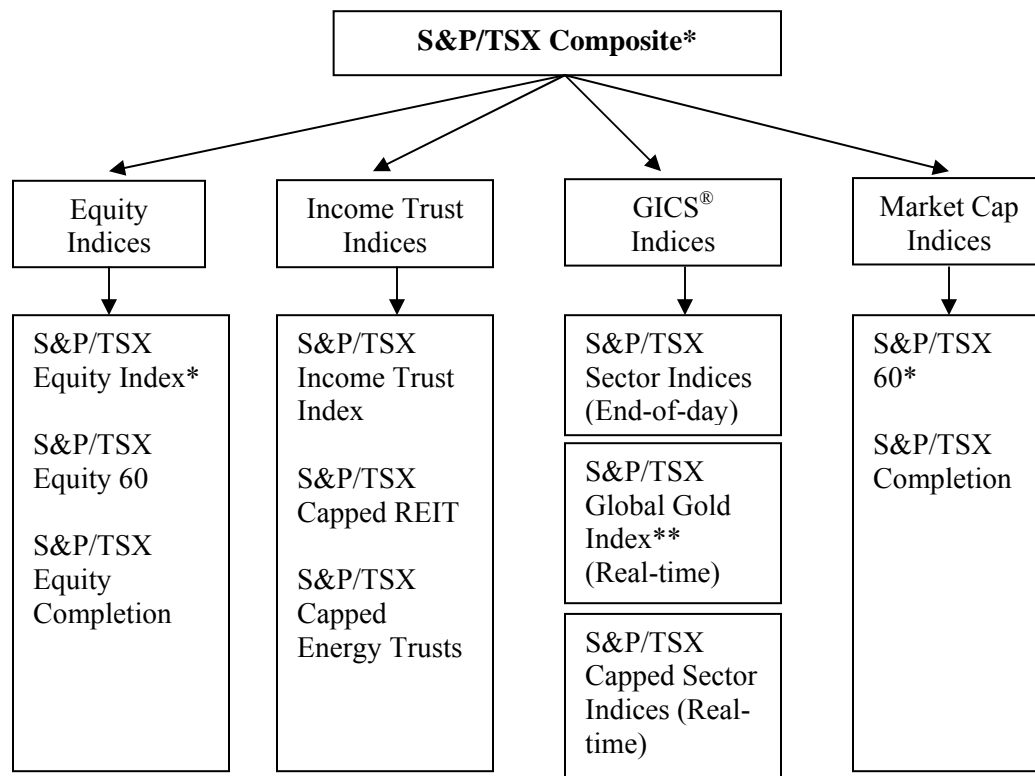 S&P/TSX Composite*
Equity
Indices
Income Trust
Indices
GICS®
Indices
Market Cap
Indices
S&P/TSX
Equity Index*
S&P/TSX
Equity 60
S&P/TSX
Equity
Completion
S&P/TSX
Income Trust
Index
S&P/TSX
Capped REIT
S&P/TSX
Capped
Energy Trusts
S&P/TSX
Sector Indices
(End-of-day)
S&P/TSX
Global Gold
Index**
(Real-time)
S&P/TSX
Capped Sector
Indices (Real-
time)
S&P/TSX
60*
S&P/TSX
Completion